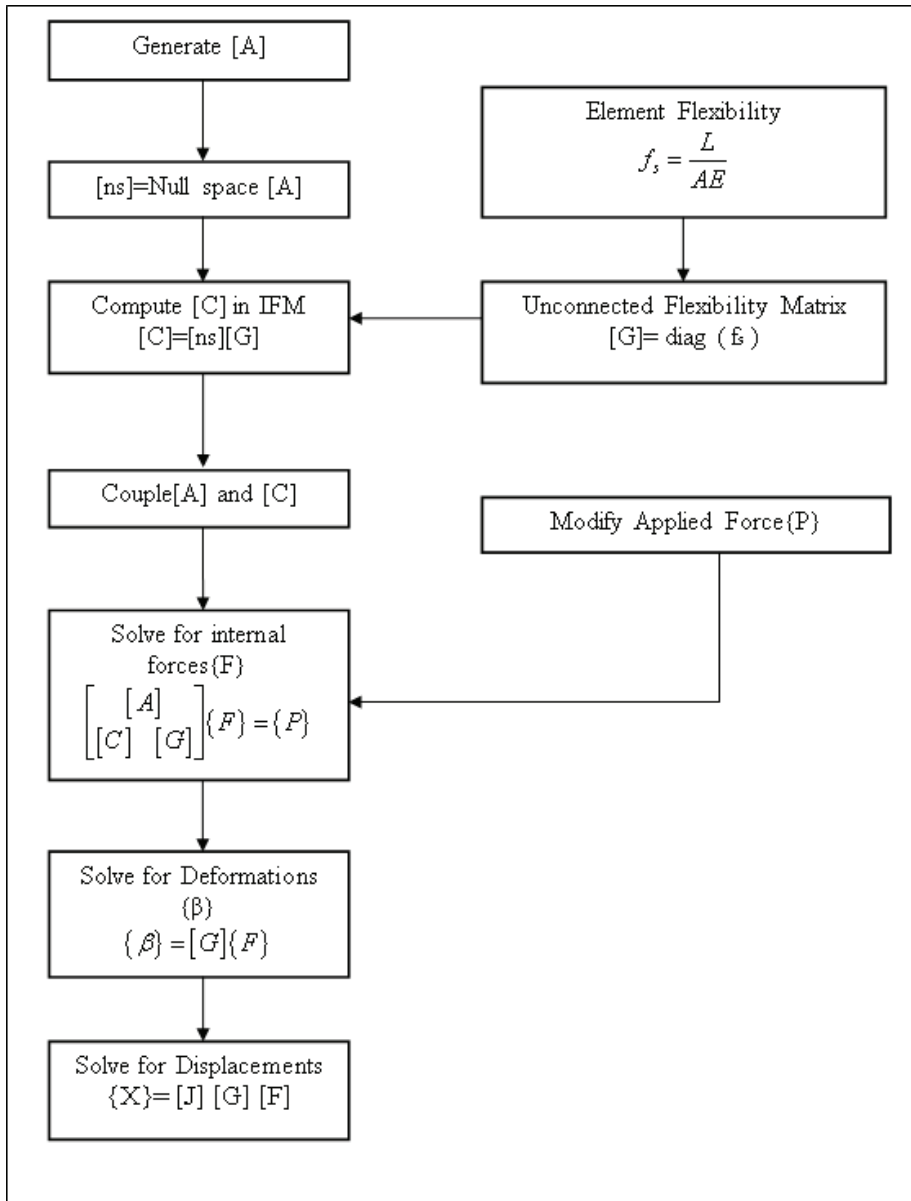 Generate [A]
Element Flexibility
f_s = L/AE
[ns]=Null space [A]
Compute [C] in IFM
[C]=[ns][G]
Unconnected Flexibility Matrix
[G]= diag ( fs )
Couple[A] and [C]
Modify Applied Force{P}
Solve for internal
forces{F}
[ [A]
[C] [G] ] {F} = {P}
Solve for Deformations
{β}
{β} = [G]{F}
Solve for Displacements
{X}= [J] [G] [F]